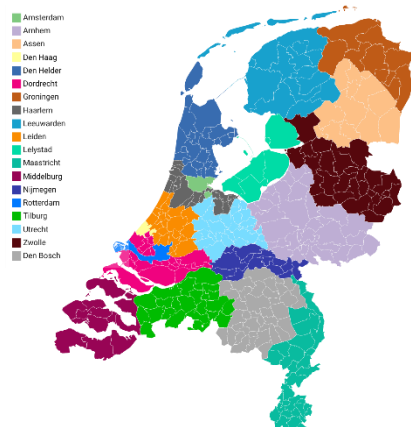 Amsterdam
Arnhem
Assen
Den Haag
Den Helder
Dordrecht
Groningen
Haarlem
Leeuwarden
Leiden
Lelystad
Maastricht
Middelburg
Nijmegen
Rotterdam
Tilburg
Utrecht
Zwolle
Den Bosch